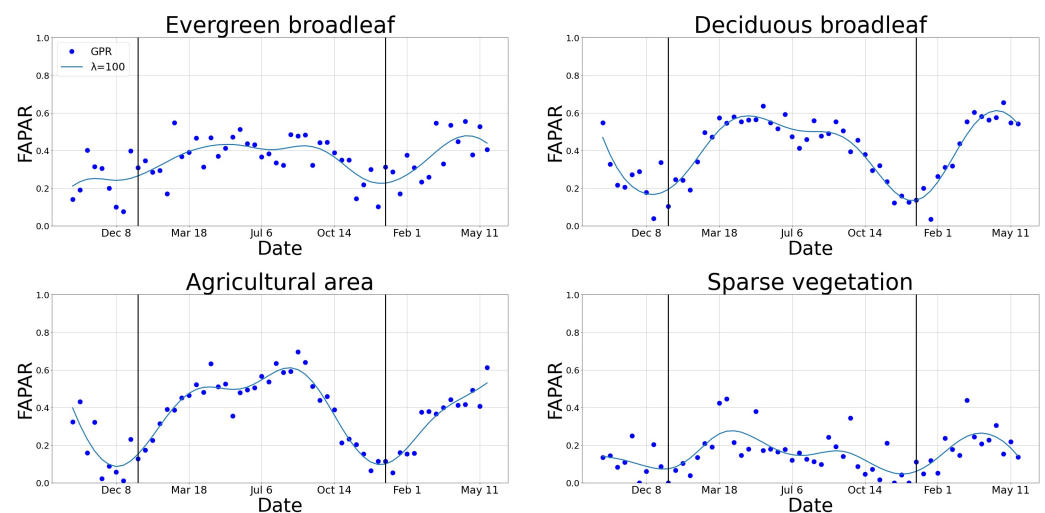 Evergreen broadleaf
1.0
0.8
0.6
0.4
0.2
0.0
FAPAR
GPR
λ=100
Dec 8 Mar 18 Jul 6 Oct 14 Feb 1 May 11
Date
Deciduous broadleaf
1.0
0.8
0.6
0.4
0.2
0.0
FAPAR
Dec 8 Mar 18 Jul 6 Oct 14 Feb 1 May 11
Date
Agricultural area
1.0
0.8
0.6
0.4
0.2
0.0
FAPAR
Dec 8 Mar 18 Jul 6 Oct 14 Feb 1 May 11
Date
Sparse vegetation
1.0
0.8
0.6
0.4
0.2
0.0
FAPAR
Dec 8 Mar 18 Jul 6 Oct 14 Feb 1 May 11
Date